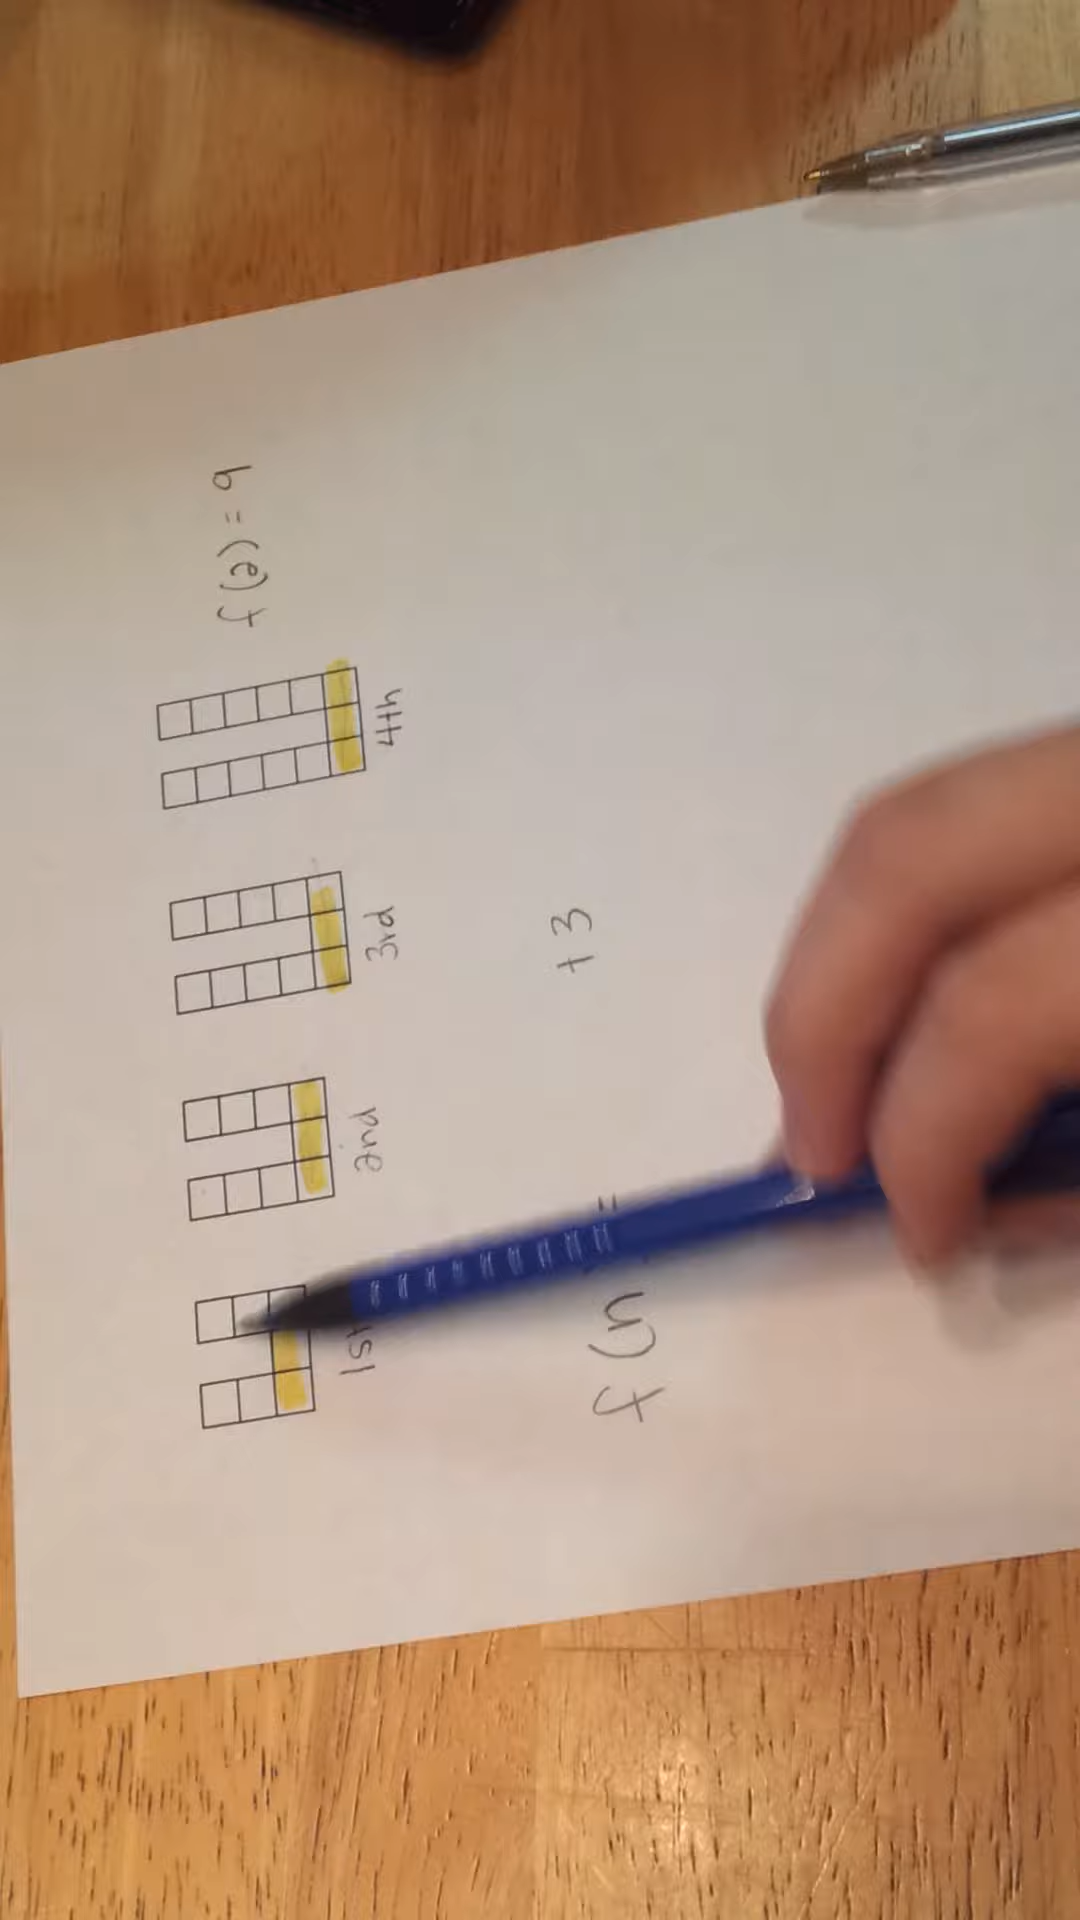 f(2) = 9
1st 2nd 3rd 4th
f(n) = + 3